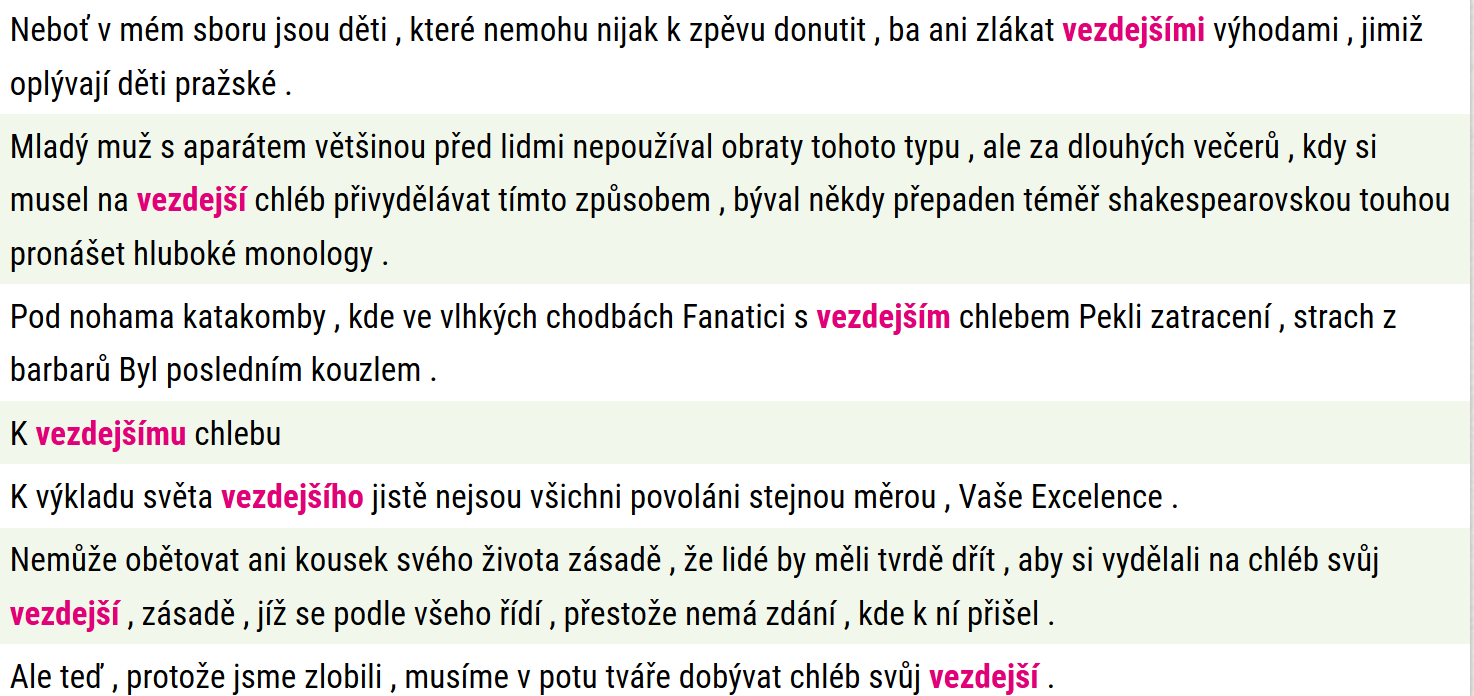 Neboť v mém sboru jsou děti , které nemohu nijak k zpěvu donutit , ba ani zlákat vezdejšími výhodami , jimiž
oplývají děti pražské .
Mladý muž s aparátem většinou před lidmi nepoužíval obraty tohoto typu , ale za dlouhých večerů , kdy si
musel na vezdejší chléb přivydělávat tímto způsobem , býval někdy přepaden téměř shakespearovskou touhou
pronášet hluboké monology .
Pod nohama katakomby , kde ve vlhkých chodbách Fanatici s vezdejším chlebem Pekli zatracení , strach z
barbarů Byl posledním kouzlem .
K vezdejšímu chlebu
K výkladu světa vezdejšího jistě nejsou všichni povoláni stejnou měrou , Vaše Excelence .
Nemůže obětovat ani kousek svého života zásadě , že lidé by měli tvrdě dřít , aby si vydělali na chléb svůj
vezdejší , zásadě , jíž se podle všeho řídí , přestože nemá zdání , kde k ní přišel .
Ale teď , protože jsme zlobili , musíme v potu tváře dobývat chléb svůj vezdejší .